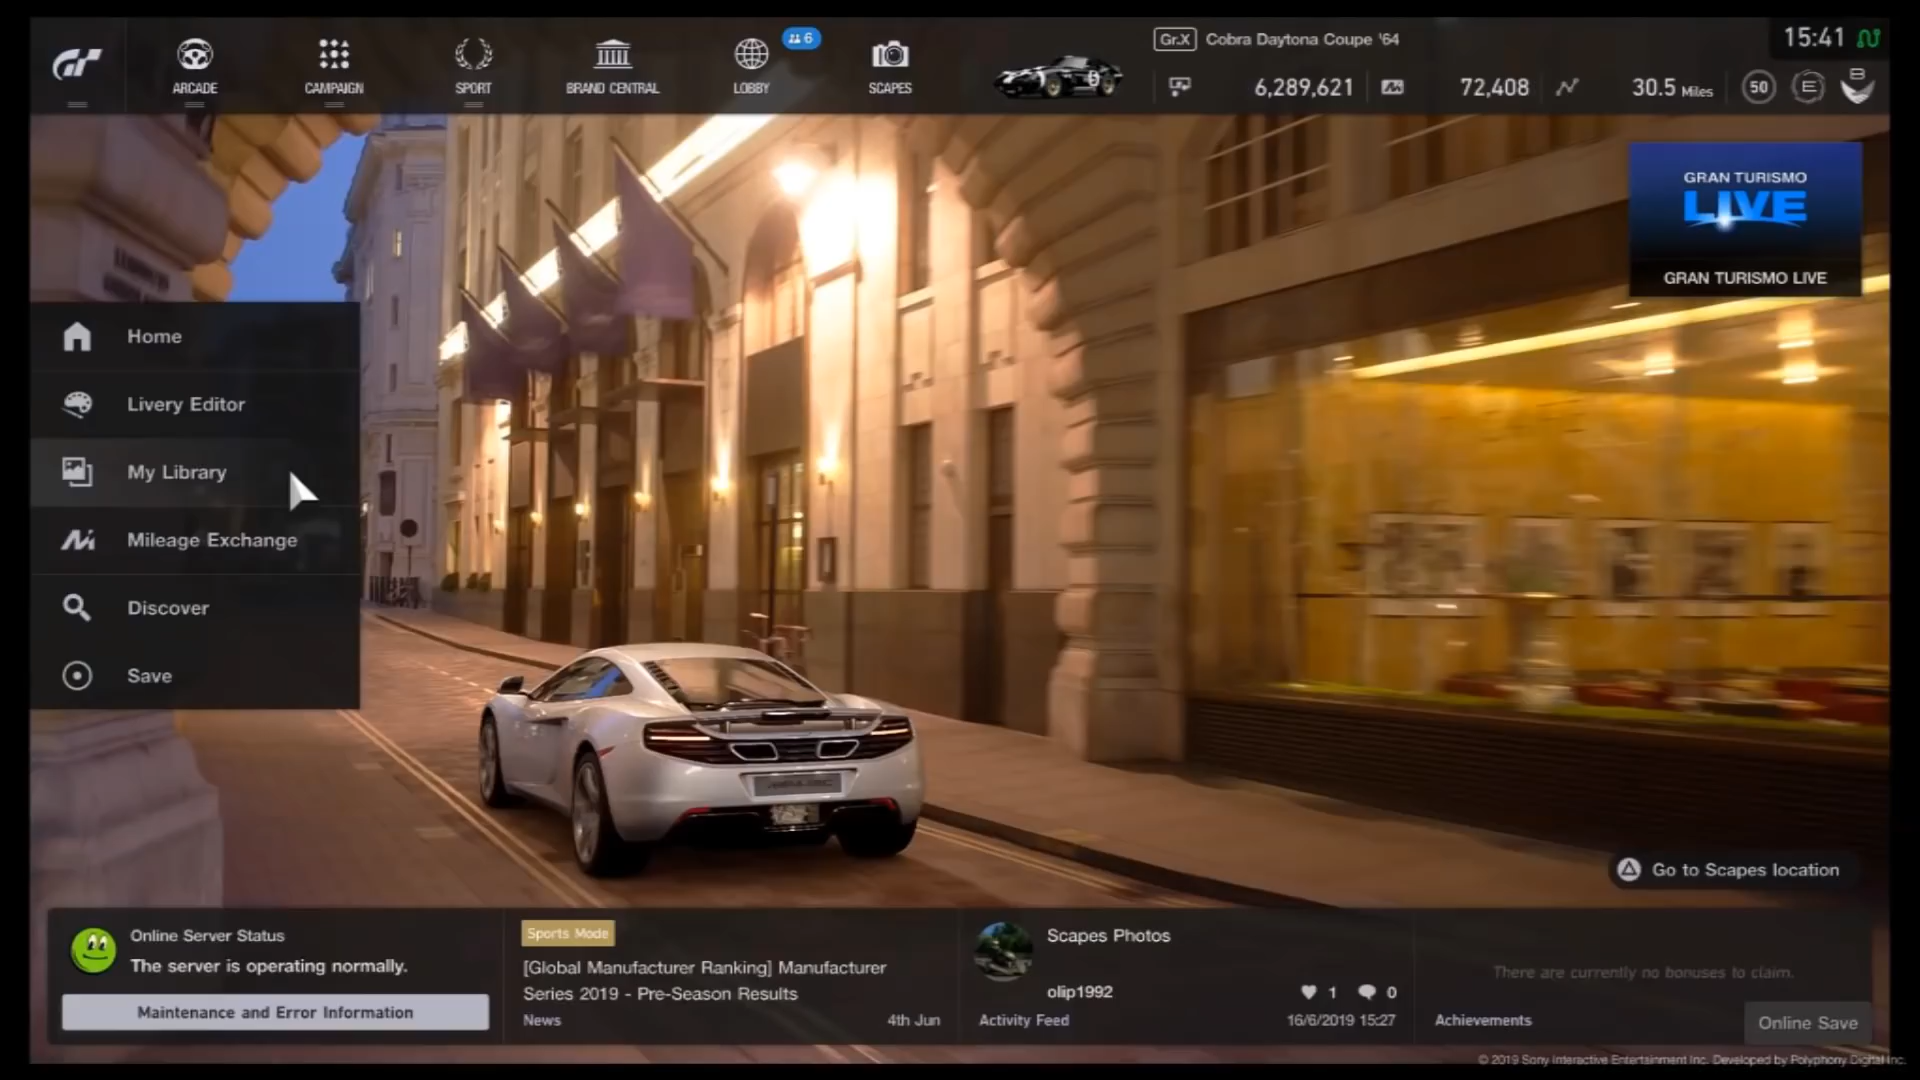 GT
ARCADE
CAMPAIGN
SPORT
BRAND CENTRAL
LOBBY
6
SCAPES
Gr.X Cobra Daytona Coupe '64
6,289,621
72,408
30.5 Miles
50
E
B
15:41
GRAN TURISMO
LIVE
GRAN TURISMO LIVE
Home
Livery Editor
My Library
Mileage Exchange
Discover
Save
Go to Scapes location
Online Server Status
The server is operating normally.
Maintenance and Error Information
Sports Mode
[Global Manufacturer Ranking] Manufacturer
Series 2019 - Pre-Season Results
News
4th Jun
Scapes Photos
olip1992
1
0
Activity Feed
16/6/2019 15:27
There are currently no bonuses to claim.
Achievements
Online Save
© 2019 Sony Interactive Entertainment Inc. Developed by Polyphony Digital Inc.